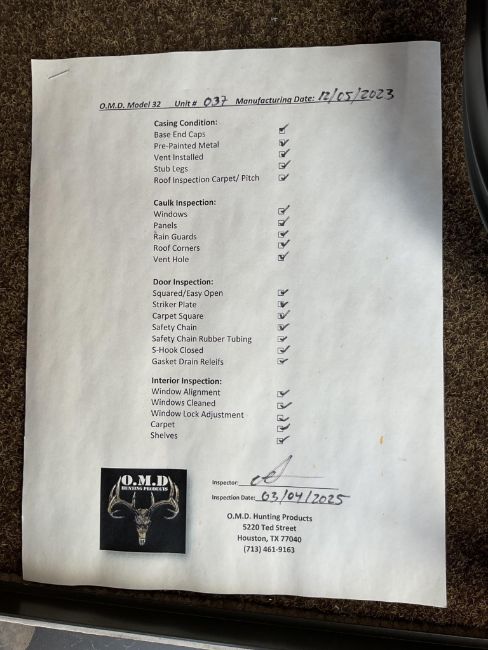 O.M.D. Model 32 Unit # 037 Manufacturing Date: 12/05/2023
Casing Condition:
Base End Caps
Pre-Painted Metal
Vent Installed
Stub Legs
Roof Inspection Carpet/ Pitch
Caulk Inspection:
Windows
Panels
Rain Guards
Roof Corners
Vent Hole
Door Inspection:
Squared/Easy Open
Striker Plate
Carpet Square
Safety Chain
Safety Chain Rubber Tubing
S-Hook Closed
Gasket Drain Releifs
Interior Inspection:
Window Alignment
Windows Cleaned
Window Lock Adjustment
Carpet
Shelves
O.M.D
HUNTING PRODUCTS
Inspector:
Inspection Date: 03/04/2025
O.M.D. Hunting Products
5220 Ted Street
Houston, TX 77040
(713) 461-9163